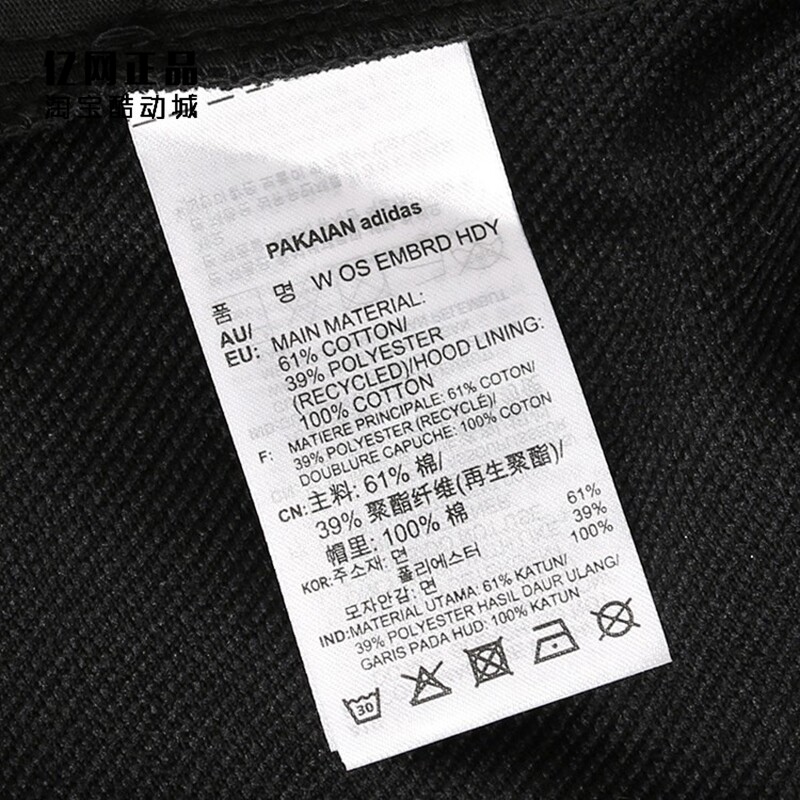 亿网正品
淘宝酷动城
PAKAIAN adidas
품 명 W OS EMBRD HDY
AU/
EU: MAIN MATERIAL:
61% COTTON/
39% POLYESTER
(RECYCLED)/HOOD LINING:
100% COTTON
F: MATIERE PRINCIPALE: 61% COTON/
39% POLYESTER (RECYCLÉ)/
DOUBLURE CAPUCHE: 100% COTON
CN: 主料: 61% 棉/
39% 聚酯纤维(再生聚酯)/
帽里: 100% 棉
KOR: 주소재: 면 61%
폴리에스터 39%
모자안감: 면 100%
IND: MATERIAL UTAMA: 61% KATUN/
39% POLYESTER HASIL DAUR ULANG/
GARIS PADA HUD: 100% KATUN
30